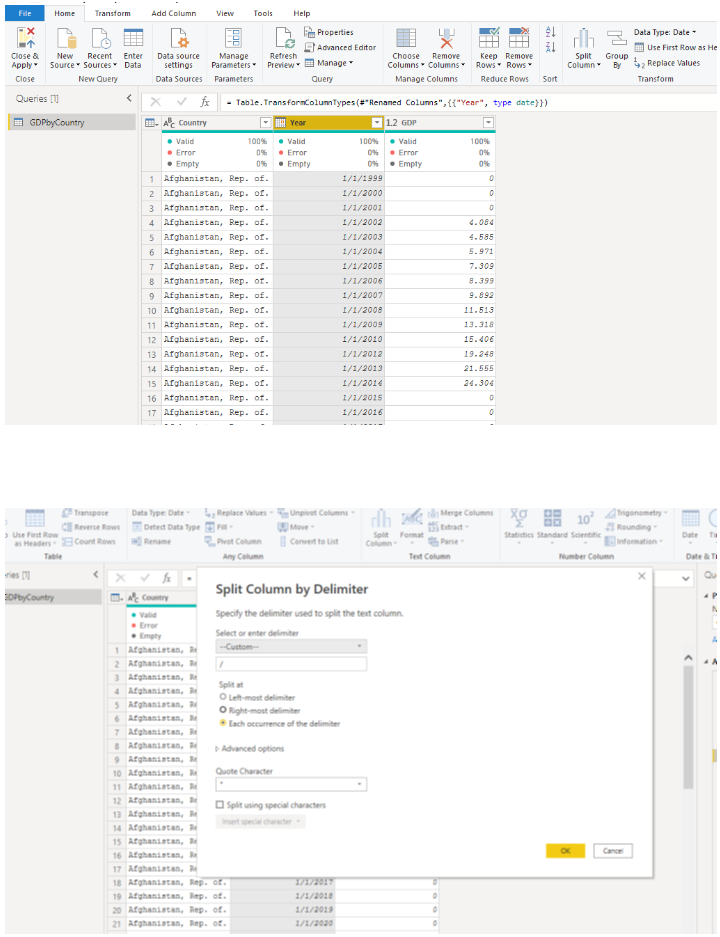 File Home Transform Add Column View Tools Help
Close & Apply New Source Recent Sources Enter Data Data source settings Manage Parameters Refresh Preview Properties Advanced Editor Manage Choose Columns Remove Columns Keep Rows Remove Rows Split Column Group By Data Type: Date Use First Row as He Replace Values
Close New Query Data Sources Parameters Query Manage Columns Reduce Rows Sort Transform
Queries [1] fx = Table.TransformColumnTypes(#"Renamed Columns",{{"Year", type date}})
GDPbyCountry ABC Country Year 1.2 GDP
Valid 100% Valid 100% Valid 100%
Error 0% Error 0% Error 0%
Empty 0% Empty 0% Empty 0%
1 Afghanistan, Rep. of. 1/1/1999 0
2 Afghanistan, Rep. of. 1/1/2000 0
3 Afghanistan, Rep. of. 1/1/2001 0
4 Afghanistan, Rep. of. 1/1/2002 4.084
5 Afghanistan, Rep. of. 1/1/2003 4.585
6 Afghanistan, Rep. of. 1/1/2004 5.971
7 Afghanistan, Rep. of. 1/1/2005 7.309
8 Afghanistan, Rep. of. 1/1/2006 8.399
9 Afghanistan, Rep. of. 1/1/2007 9.892
10 Afghanistan, Rep. of. 1/1/2008 11.513
11 Afghanistan, Rep. of. 1/1/2009 13.318
12 Afghanistan, Rep. of. 1/1/2010 15.406
13 Afghanistan, Rep. of. 1/1/2012 19.248
14 Afghanistan, Rep. of. 1/1/2013 21.555
15 Afghanistan, Rep. of. 1/1/2014 24.304
16 Afghanistan, Rep. of. 1/1/2015 0
17 Afghanistan, Rep. of. 1/1/2016 0
Transpose Data Type: Date Replace Values Unpivot Columns Merge Columns Trigonometry
Use First Row as Headers Reverse Rows Detect Data Type Fill Move Split Column Format Extract Statistics Standard Scientific Rounding Date
Count Rows Rename Pivot Column Convert to List Parse Information
Table Any Column Text Column Number Column Date & T
ries [1] fx = Qu
GDPbyCountry ABC Country
Valid
Error
Empty
Split Column by Delimiter
Specify the delimiter used to split the text column.
Select or enter delimiter
--Custom--
/
Split at
Left-most delimiter
Right-most delimiter
Each occurrence of the delimiter
Advanced options
Quote Character
"
Split using special characters
Insert special character
OK Cancel
1 Afghanistan, Re
2 Afghanistan, Re
3 Afghanistan, Re
4 Afghanistan, Re
5 Afghanistan, Re
6 Afghanistan, Re
7 Afghanistan, Re
8 Afghanistan, Re
9 Afghanistan, Re
10 Afghanistan, Re
11 Afghanistan, Re
12 Afghanistan, Re
13 Afghanistan, Re
14 Afghanistan, Re
15 Afghanistan, Re
16 Afghanistan, Re
17 Afghanistan, Re
18 Afghanistan, Rep. of. 1/1/2017 0
19 Afghanistan, Rep. of. 1/1/2018 0
20 Afghanistan, Rep. of. 1/1/2019 0
21 Afghanistan, Rep. of. 1/1/2020 0